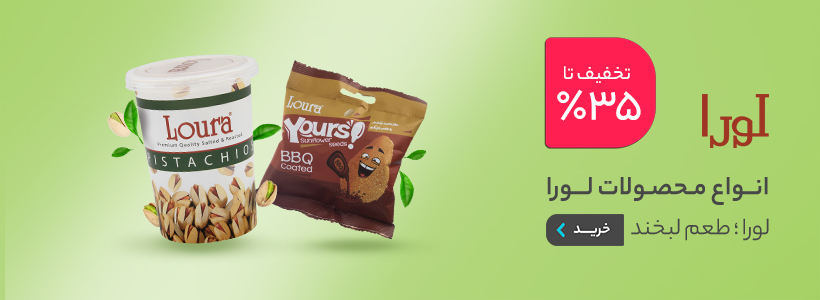 لورا
تخفیف تا
%۳۵
انواع محصولات لورا
لورا؛ طعم لبخند
خرید
Loura
Premium Quality Salted & Roasted
PISTACHIO
Loura
Yours!
Sunflower
seeds
BBQ
Coated